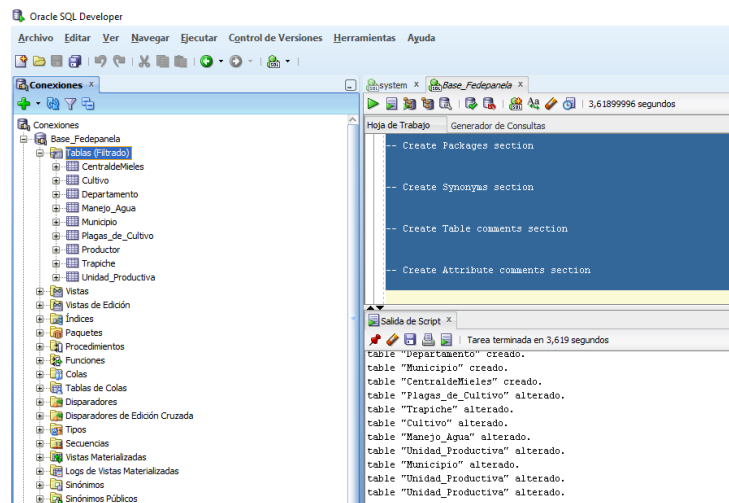 Oracle SQL Developer
Archivo Editar Ver Navegar Ejecutar Control de Versiones Herramientas Ayuda
Conexiones
Conexiones
Base_Fedepanela
Tablas (Filtrado)
CentraldeMieles
Cultivo
Departamento
Manejo_Agua
Municipio
Plagas_de_Cultivo
Productor
Trapiche
Unidad_Productiva
Vistas
Vistas de Edición
Índices
Paquetes
Procedimientos
Funciones
Colas
Tablas de Colas
Disparadores
Disparadores de Edición Cruzada
Tipos
Secuencias
Vistas Materializadas
Logs de Vistas Materializadas
Sinónimos
Sinónimos Públicos
system Base_Fedepanela
3,61899996 segundos
Hoja de Trabajo Generador de Consultas
-- Create Packages section
-- Create Synonyms section
-- Create Table comments section
-- Create Attribute comments section
Salida de Script
Tarea terminada en 3,619 segundos
table "Departamento" creado.
table "Municipio" creado.
table "CentraldeMieles" creado.
table "Plagas_de_Cultivo" alterado.
table "Trapiche" alterado.
table "Cultivo" alterado.
table "Manejo_Agua" alterado.
table "Unidad_Productiva" alterado.
table "Municipio" alterado.
table "Unidad_Productiva" alterado.
table "Unidad_Productiva" alterado.